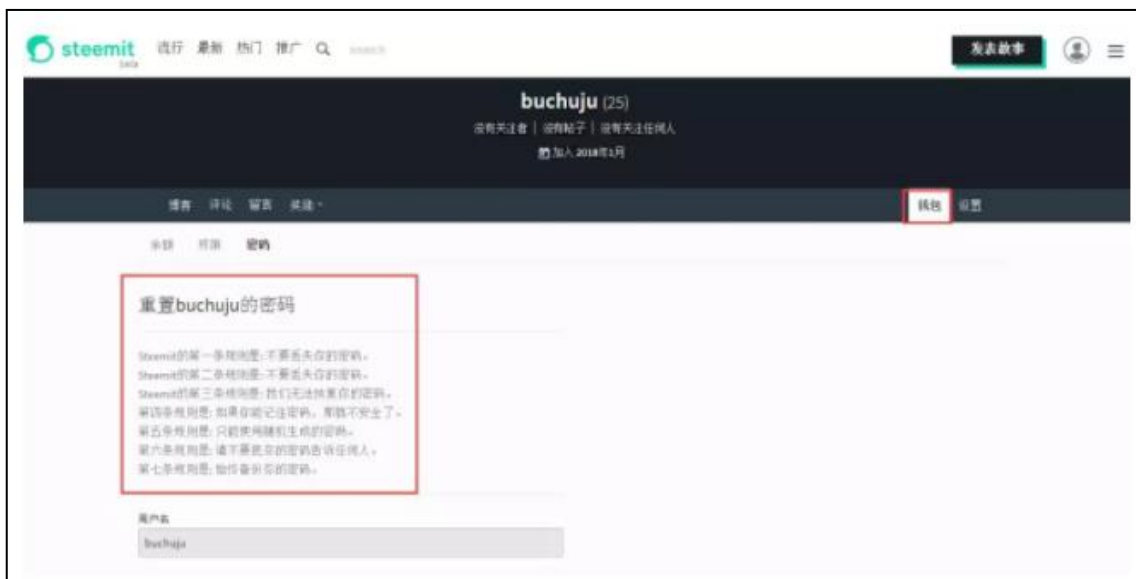 steemit
beta
流行 最新 热门 推广 search
发表故事
buchuju (25)
没有关注者 | 没有帖子 | 没有关注任何人
加入 2018年1月
博客 评论 留言 奖励
钱包 设置
余额 权限 密码
重置buchuju的密码
Steemit的第一条规则是: 不要丢失你的密码。
Steemit的第二条规则是: 不要丢失你的密码。
Steemit的第三条规则是: 我们无法恢复你的密码。
第四条规则是: 如果你能记住密码，那就不安全了。
第五条规则是: 只能使用随机生成的密码。
第六条规则是: 请不要把您的密码告诉任何人。
第七条规则是: 始终备份您的密码。
用户名
buchuju